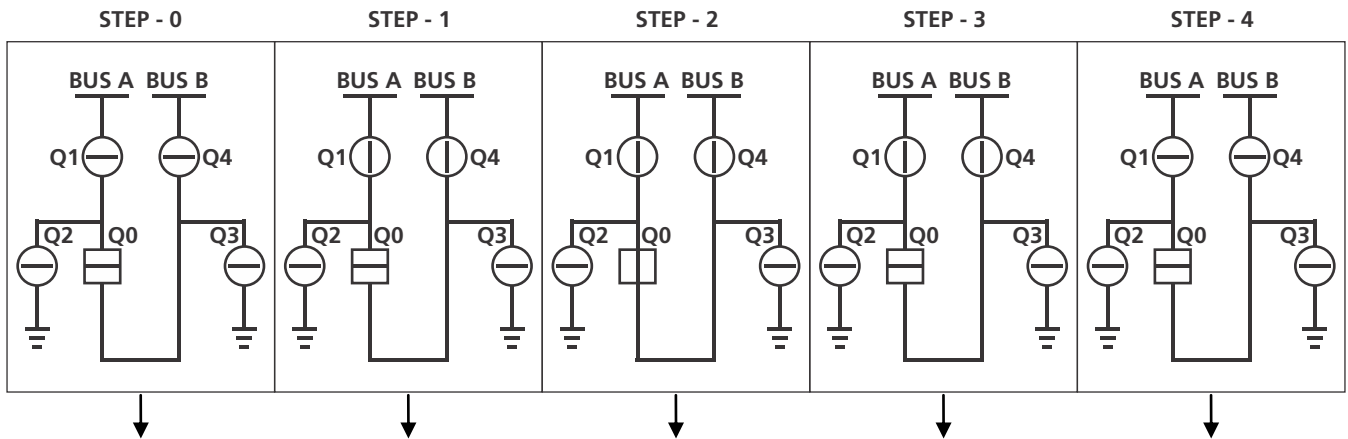 STEP - 0 STEP - 1 STEP - 2 STEP - 3 STEP - 4
BUS A BUS B BUS A BUS B BUS A BUS B BUS A BUS B BUS A BUS B
Q1 Q4 Q1 Q4 Q1 Q4 Q1 Q4 Q1 Q4
Q2 Q0 Q3 Q2 Q0 Q3 Q2 Q0 Q3 Q2 Q0 Q3 Q2 Q0 Q3